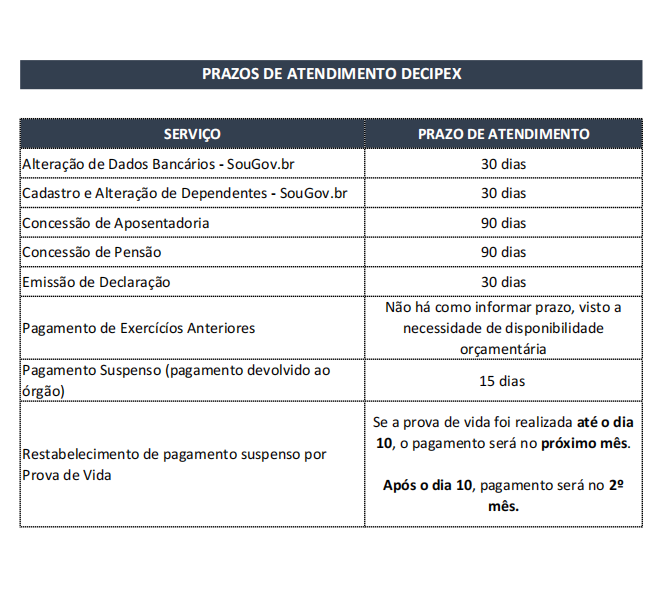 PRAZOS DE ATENDIMENTO DECIPEX
SERVIÇO PRAZO DE ATENDIMENTO
Alteração de Dados Bancários - SouGov.br 30 dias
Cadastro e Alteração de Dependentes - SouGov.br 30 dias
Concessão de Aposentadoria 90 dias
Concessão de Pensão 90 dias
Emissão de Declaração 30 dias
Pagamento de Exercícíos Anteriores
Não há como informar prazo, visto a
necessidade de disponibilidade
orçamentária
Pagamento Suspenso (pagamento devolvido ao
órgão)
15 dias
Restabelecimento de pagamento suspenso por
Prova de Vida
Se a prova de vida foi realizada até o dia
10, o pagamento será no próximo mês.
Após o dia 10, pagamento será no 2º
mês.